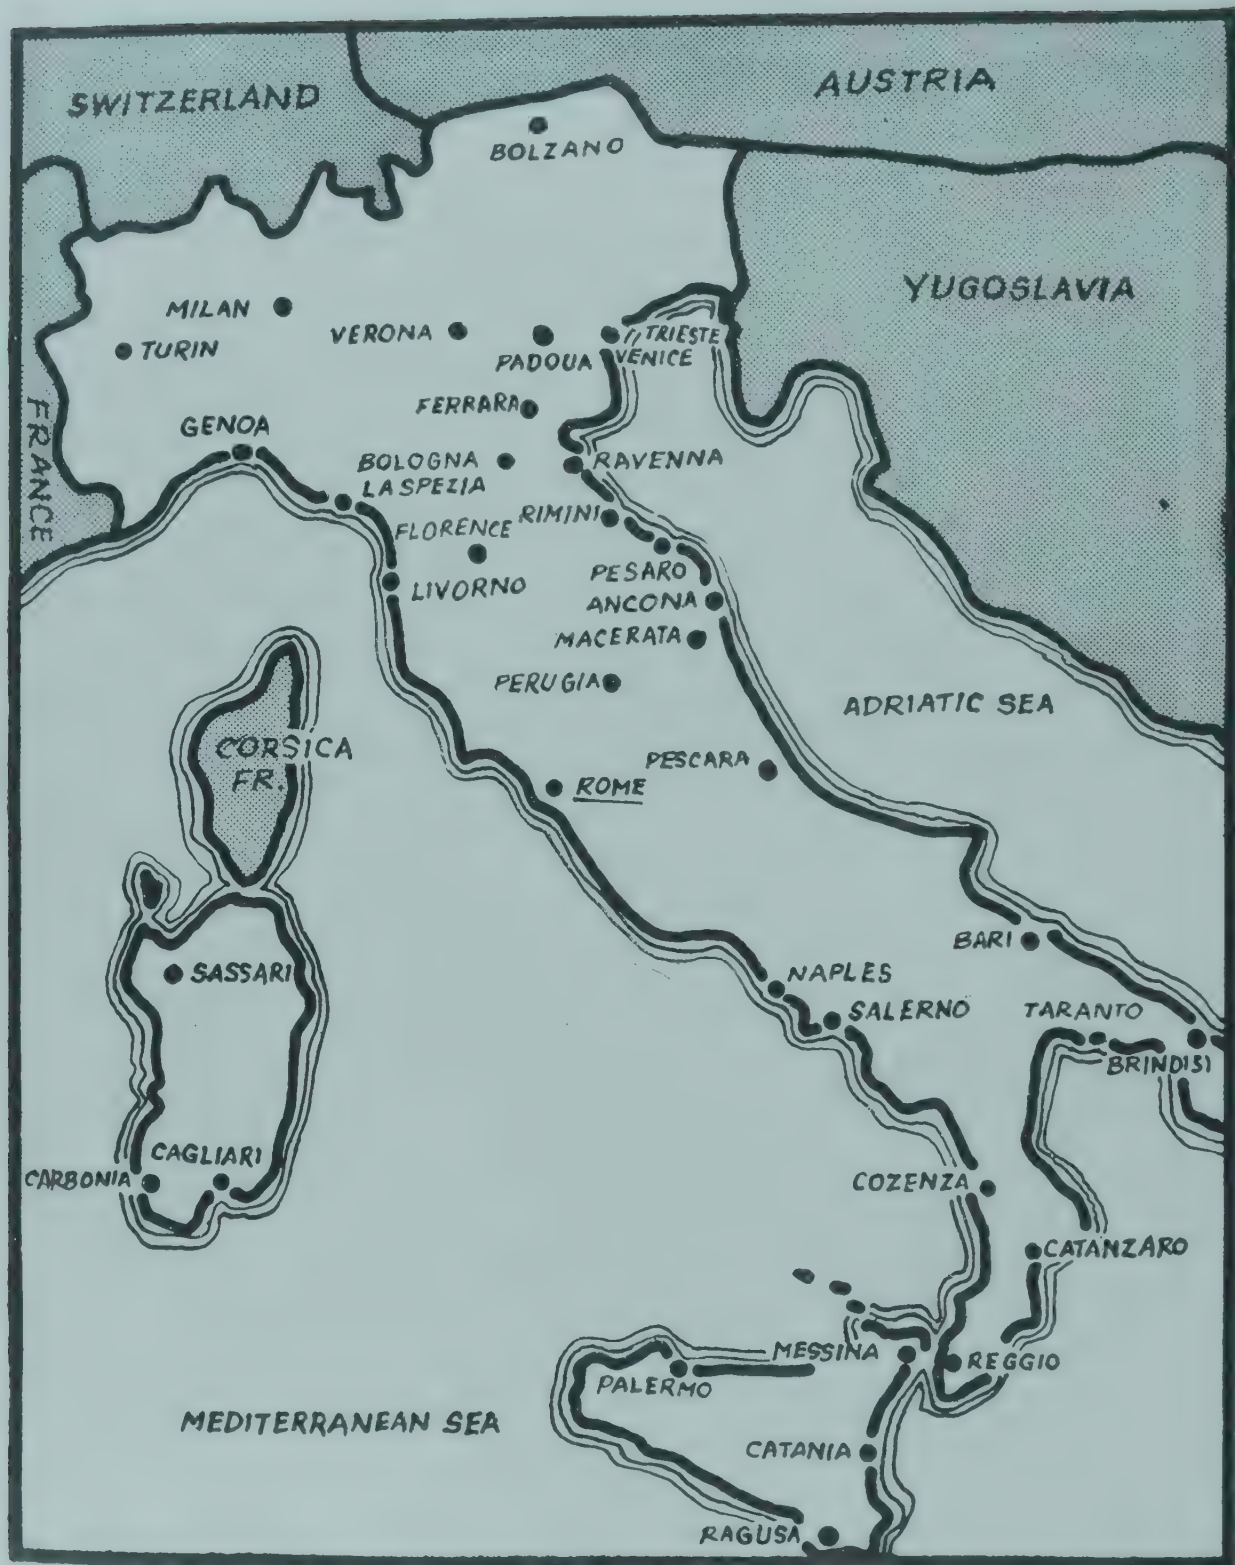 SWITZERLAND
AUSTRIA
BOLZANO
YUGOSLAVIA
MILAN
VERONA
TURIN
PADOUA
TRIESTE
VENICE
FERRARA
FRANCE
GENOA
BOLOGNA
RAVENNA
LA SPEZIA
FLORENCE
RIMINI
PESARO
LIVORNO
ANCONA
MACERATA
PERUGIA
ADRIATIC SEA
CORSICA
FR.
PESCARA
ROME
BARI
SASSARI
NAPLES
SALERNO
TARANTO
BRINDISI
CAGLIARI
CARBONIA
COZENZA
CATANZARO
MESSINA
REGGIO
PALERMO
MEDITERRANEAN SEA
CATANIA
RAGUSA